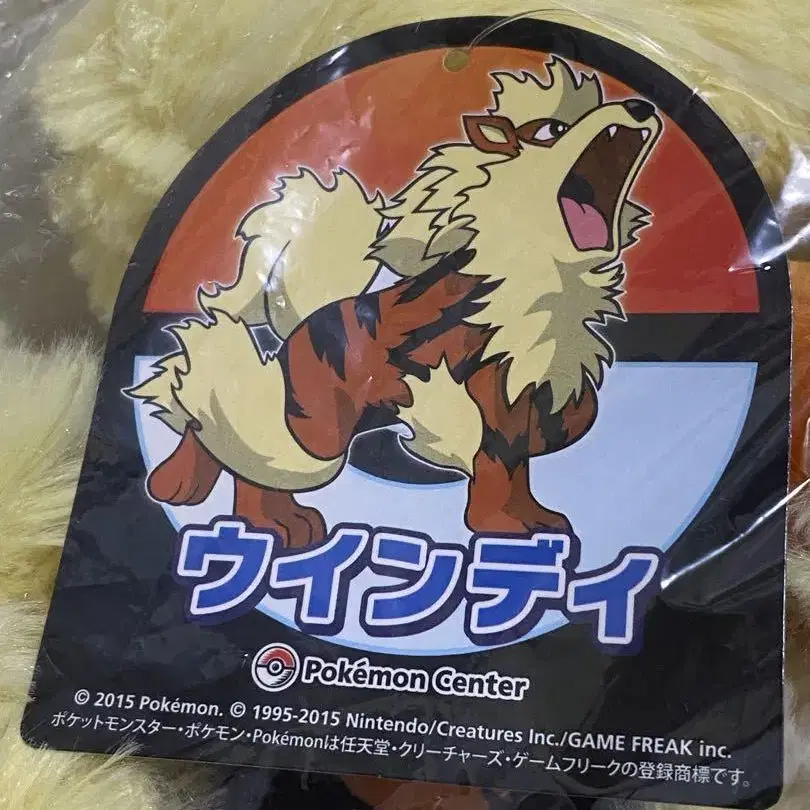 ウインディ
Pokémon Center
© 2015 Pokémon. © 1995-2015 Nintendo/Creatures Inc./GAME FREAK inc.
ポケットモンスター・ポケモン・Pokémonは任天堂・クリーチャーズ・ゲームフリークの登録商標です。